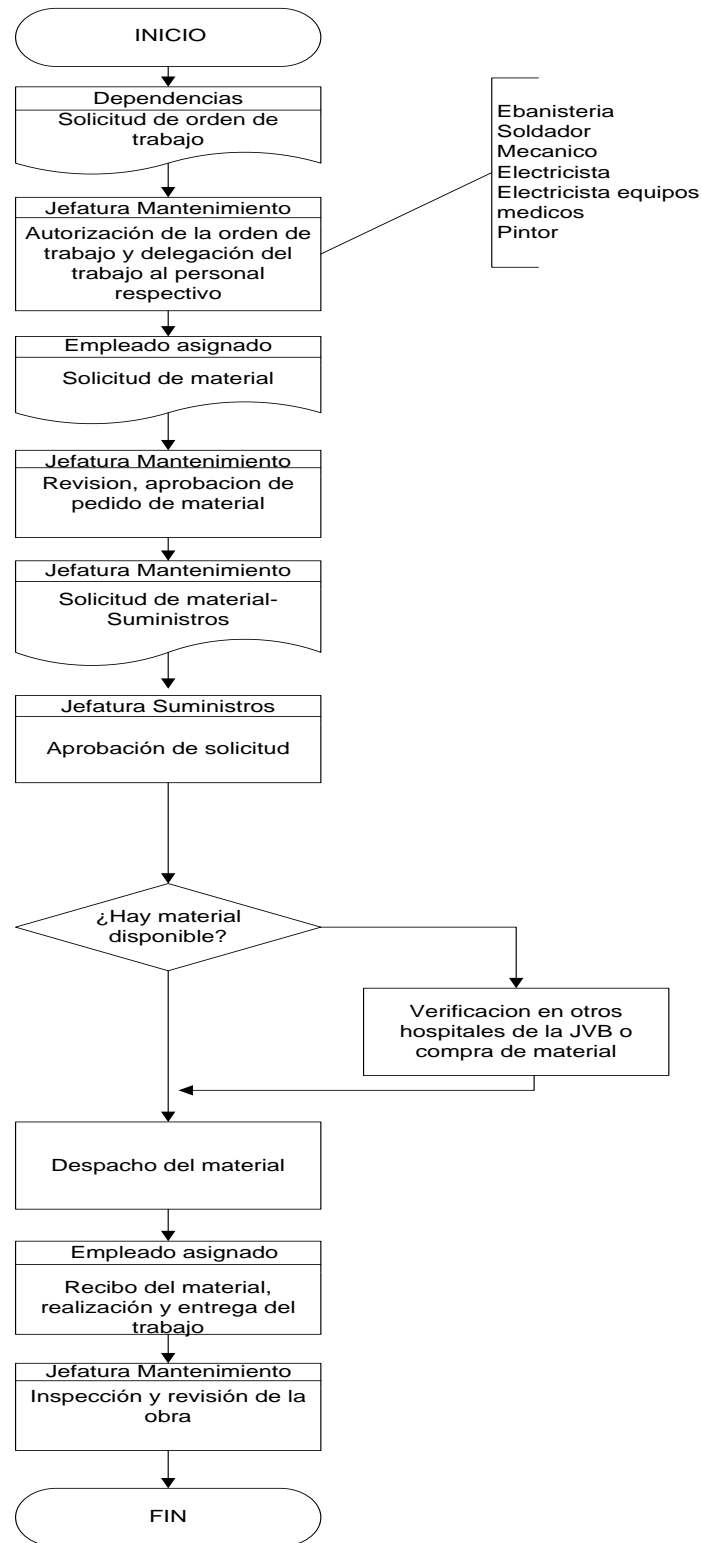 INICIO
Dependencias
Solicitud de orden de
trabajo
Ebanisteria
Soldador
Mecanico
Electricista
Electricista equipos
medicos
Pintor
Jefatura Mantenimiento
Autorización de la orden de
trabajo y delegación del
trabajo al personal
respectivo
Empleado asignado
Solicitud de material
Jefatura Mantenimiento
Revision, aprobacion de
pedido de material
Jefatura Mantenimiento
Solicitud de material-
Suministros
Jefatura Suministros
Aprobación de solicitud
¿Hay material
disponible?
Verificacion en otros
hospitales de la JVB o
compra de material
Despacho del material
Empleado asignado
Recibo del material,
realización y entrega del
trabajo
Jefatura Mantenimiento
Inspección y revisión de la
obra
FIN